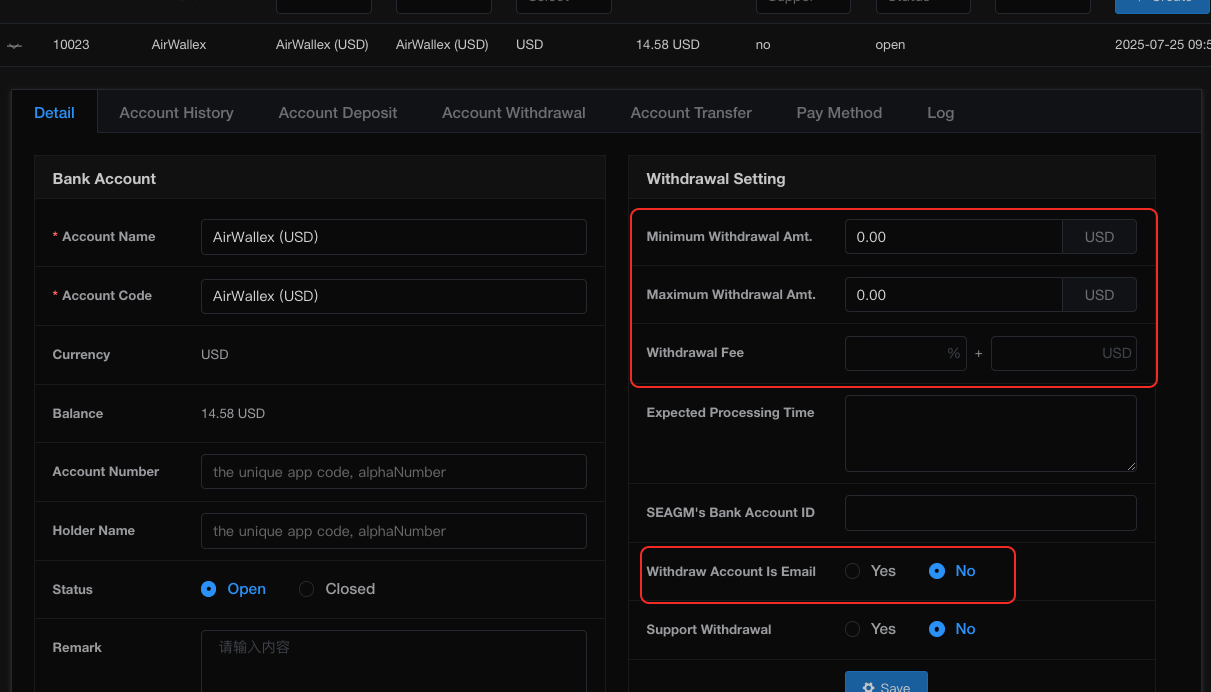 10023 AirWallex AirWallex (USD) AirWallex (USD) USD 14.58 USD no open 2025-07-25
Detail Account History Account Deposit Account Withdrawal Account Transfer Pay Method Log
Bank Account
* Account Name AirWallex (USD)
* Account Code AirWallex (USD)
Currency USD
Balance 14.58 USD
Account Number the unique app code, alphaNumber
Holder Name the unique app code, alphaNumber
Status Open Closed
Remark 请输入内容
Withdrawal Setting
Minimum Withdrawal Amt. 0.00 USD
Maximum Withdrawal Amt. 0.00 USD
Withdrawal Fee % + USD
Expected Processing Time
SEAGM's Bank Account ID
Withdraw Account Is Email Yes No
Support Withdrawal Yes No
Save